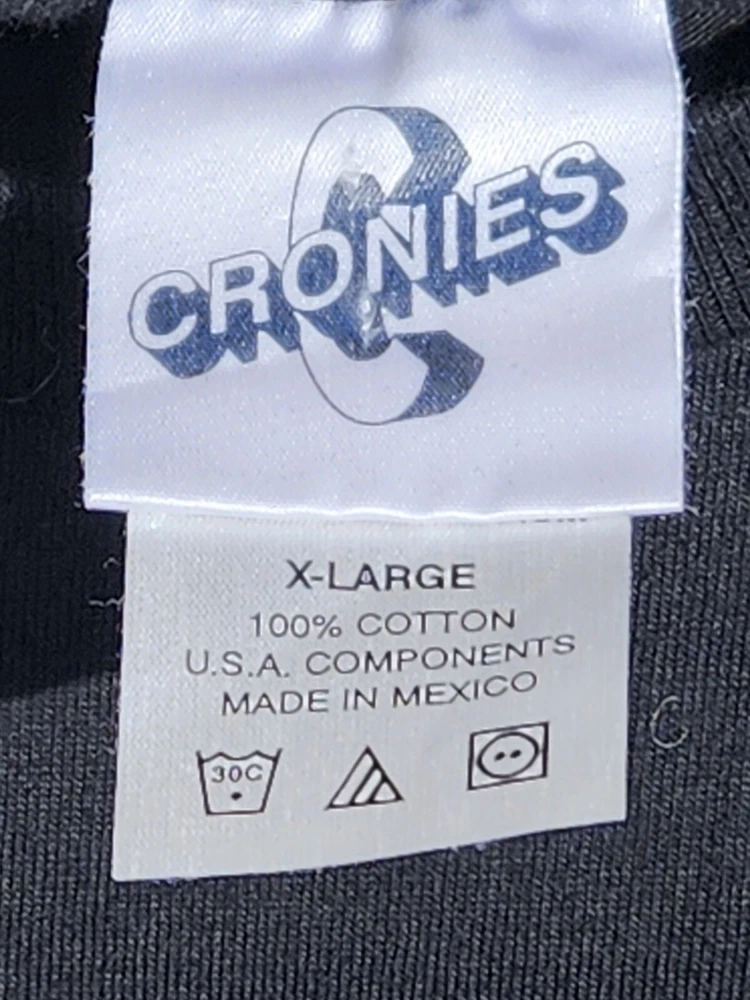 CRONIES
X-LARGE
100% COTTON
U.S.A. COMPONENTS
MADE IN MEXICO
30C